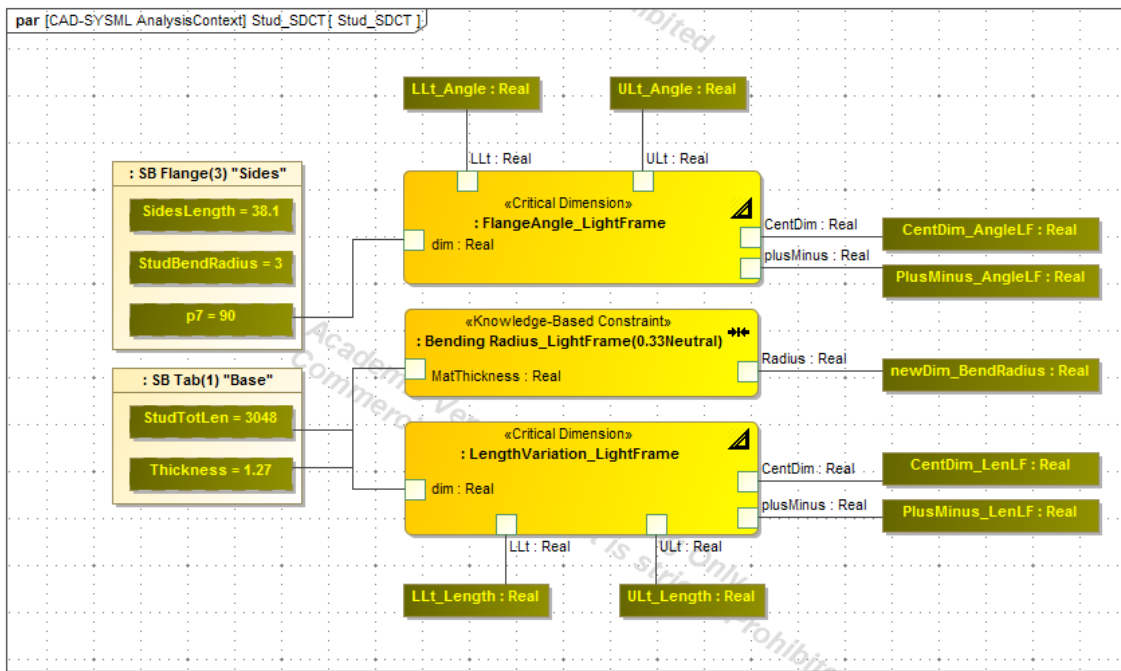 par [CAD-SYSML AnalysisContext] Stud_SDCT [ Stud_SDCT ]
LLt_Angle : Real
ULt_Angle : Real
LLt : Real
ULt : Real
: SB Flange(3) "Sides"
SidesLength = 38.1
StudBendRadius = 3
p7 = 90
«Critical Dimension»
: FlangeAngle_LightFrame
dim : Real
CentDim : Real
plusMinus : Real
CentDim_AngleLF : Real
PlusMinus_AngleLF : Real
«Knowledge-Based Constraint»
: Bending Radius_LightFrame(0.33Neutral)
MatThickness : Real
Radius : Real
newDim_BendRadius : Real
: SB Tab(1) "Base"
StudTotLen = 3048
Thickness = 1.27
«Critical Dimension»
: LengthVariation_LightFrame
dim : Real
CentDim : Real
plusMinus : Real
CentDim_LenLF : Real
PlusMinus_LenLF : Real
LLt : Real
ULt : Real
LLt_Length : Real
ULt_Length : Real